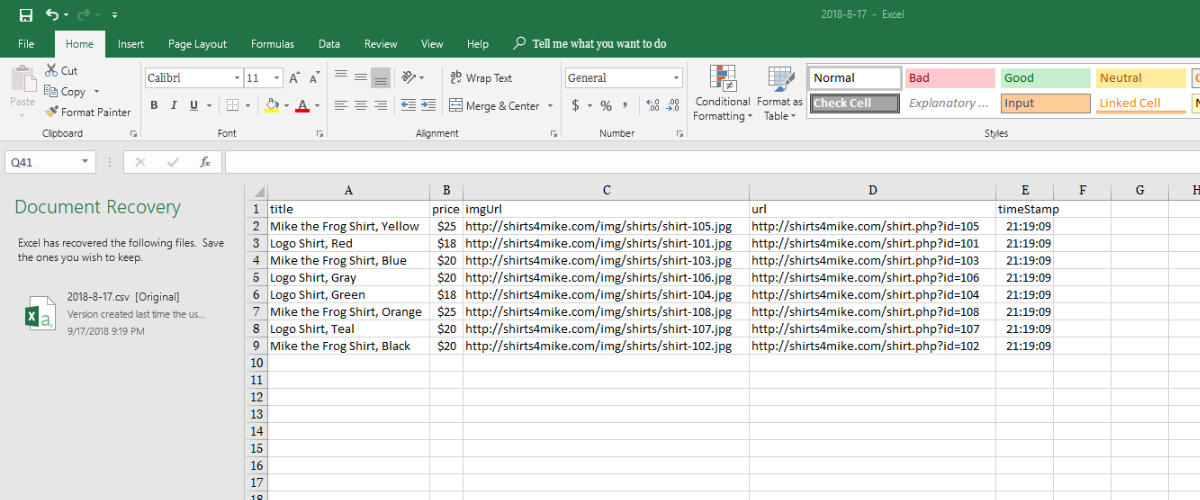 2018-8-17 - Excel
File Home Insert Page Layout Formulas Data Review View Help Tell me what you want to do
Paste
Cut
Copy
Format Painter
Clipboard
Calibri 11 A A
B I U A
Font
Wrap Text
Merge & Center
Alignment
General
$ % , .0 .00
Number
Conditional Formatting
Format as Table
Normal Bad Good Neutral
Check Cell Explanatory ... Input Linked Cell
Styles
Q41 fx
Document Recovery
Excel has recovered the following files. Save
the ones you wish to keep.
2018-8-17.csv [Original]
Version created last time the us...
9/17/2018 9:19 PM
A B C D E F G H
1 title price imgUrl url timeStamp
2 Mike the Frog Shirt, Yellow $25 http://shirts4mike.com/img/shirts/shirt-105.jpg http://shirts4mike.com/shirt.php?id=105 21:19:09
3 Logo Shirt, Red $18 http://shirts4mike.com/img/shirts/shirt-101.jpg http://shirts4mike.com/shirt.php?id=101 21:19:09
4 Mike the Frog Shirt, Blue $20 http://shirts4mike.com/img/shirts/shirt-103.jpg http://shirts4mike.com/shirt.php?id=103 21:19:09
5 Logo Shirt, Gray $20 http://shirts4mike.com/img/shirts/shirt-106.jpg http://shirts4mike.com/shirt.php?id=106 21:19:09
6 Logo Shirt, Green $18 http://shirts4mike.com/img/shirts/shirt-104.jpg http://shirts4mike.com/shirt.php?id=104 21:19:09
7 Mike the Frog Shirt, Orange $25 http://shirts4mike.com/img/shirts/shirt-108.jpg http://shirts4mike.com/shirt.php?id=108 21:19:09
8 Logo Shirt, Teal $20 http://shirts4mike.com/img/shirts/shirt-107.jpg http://shirts4mike.com/shirt.php?id=107 21:19:09
9 Mike the Frog Shirt, Black $20 http://shirts4mike.com/img/shirts/shirt-102.jpg http://shirts4mike.com/shirt.php?id=102 21:19:09
10
11
12
13
14
15
16
17
18